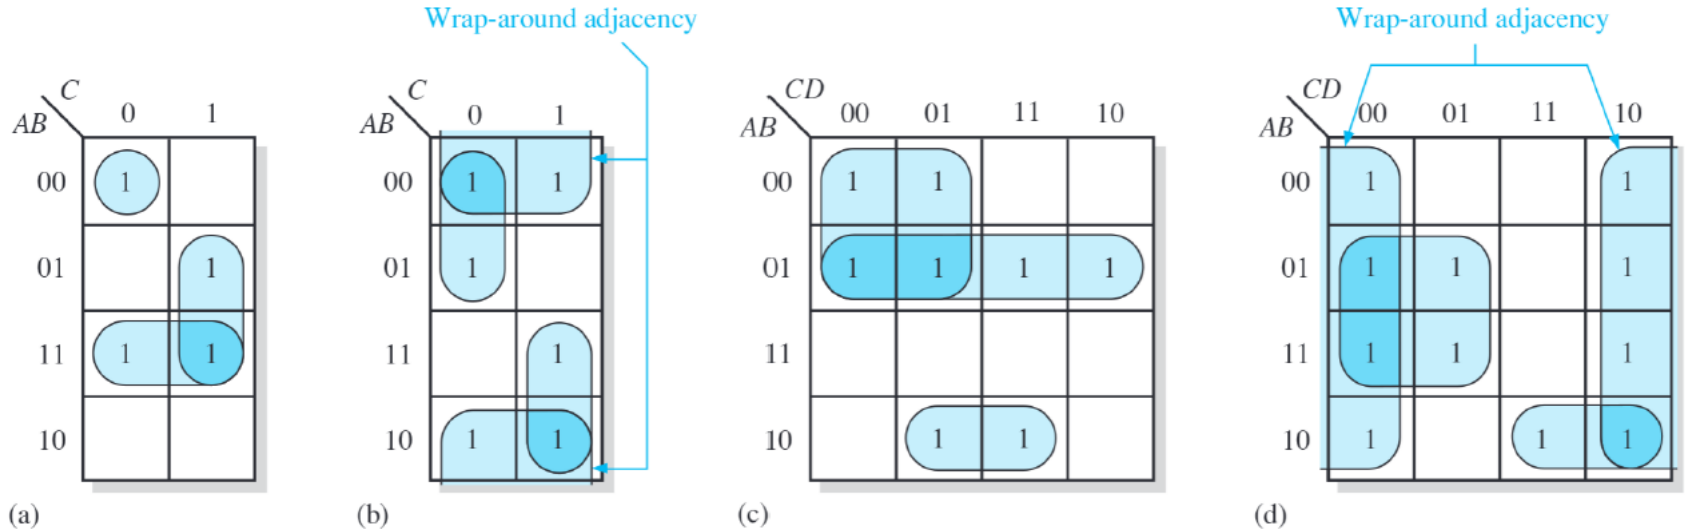 Wrap-around adjacency Wrap-around adjacency
C C CD CD
AB 0 1 AB 0 1 AB 00 01 11 10 AB 00 01 11 10
00 1 00 1 1 00 1 1 00 1 1
01 1 01 1 01 1 1 1 1 01 1 1 1
11 1 1 11 1 11 11 1 1 1
10 10 1 1 10 1 1 10 1 1 1
(a) (b) (c) (d)